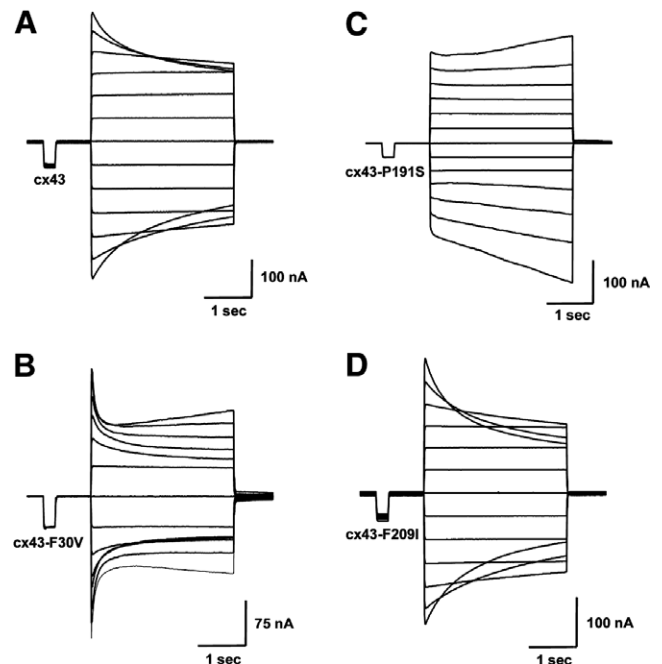 A
cx43
100 nA
1 sec
B
cx43-F30V
75 nA
1 sec
C
cx43-P191S
100 nA
1 sec
D
cx43-F209I
100 nA
1 sec